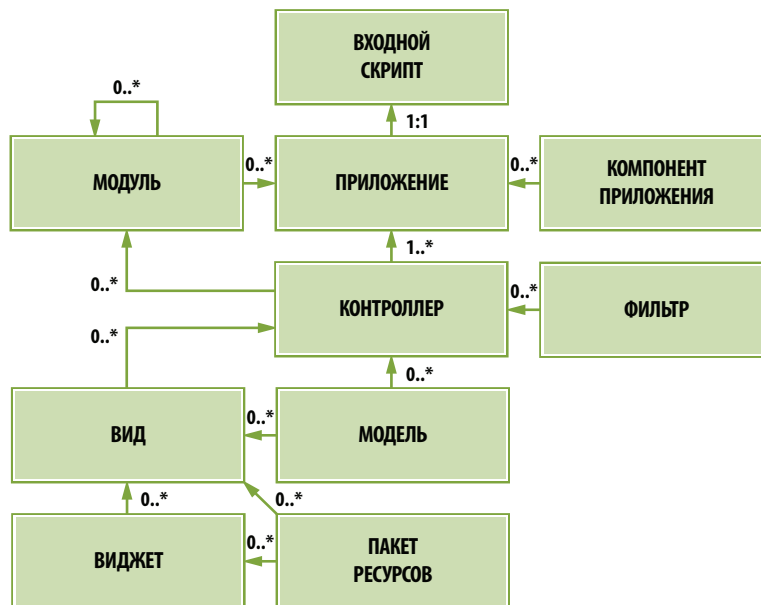 ВХОДНОЙ
СКРИПТ
0..*
1:1
МОДУЛЬ
0..*
ПРИЛОЖЕНИЕ
0..*
КОМПОНЕНТ
ПРИЛОЖЕНИЯ
1..*
0..*
КОНТРОЛЛЕР
0..*
ФИЛЬТР
0..*
0..*
ВИД
0..*
МОДЕЛЬ
0..*
0..*
ВИДЖЕТ
0..*
ПАКЕТ
РЕСУРСОВ